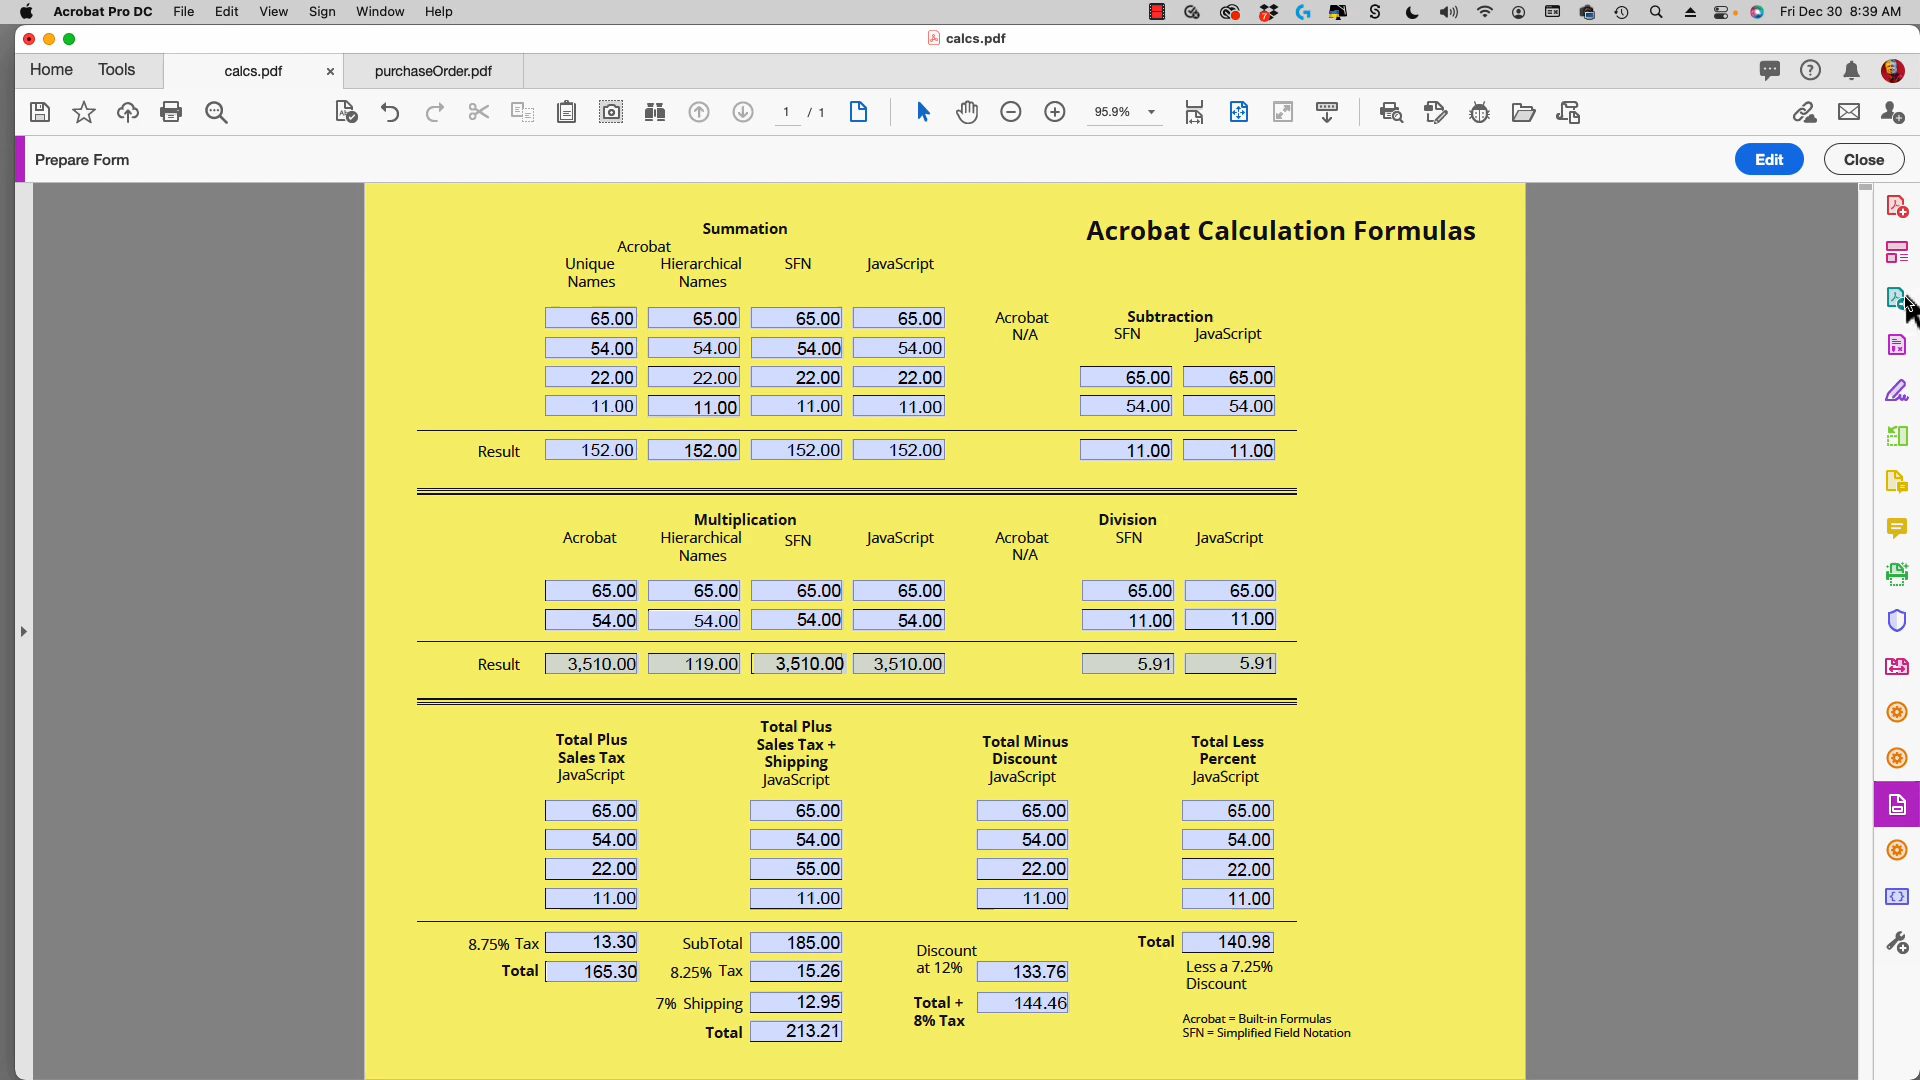 Acrobat Pro DC File Edit View Sign Window Help Fri Dec 30 8:39 AM
calcs.pdf
Home Tools calcs.pdf × purchaseOrder.pdf
1 / 1 95.9%
Prepare Form Edit Close
Acrobat Calculation Formulas
Summation
Acrobat
Unique Hierarchical SFN JavaScript
Names Names
65.00 65.00 65.00 65.00
54.00 54.00 54.00 54.00
22.00 22.00 22.00 22.00
11.00 11.00 11.00 11.00
Result 152.00 152.00 152.00 152.00
Acrobat Subtraction
N/A SFN JavaScript
65.00 65.00
54.00 54.00
11.00 11.00
Multiplication
Acrobat Hierarchical SFN JavaScript
Names
65.00 65.00 65.00 65.00
54.00 54.00 54.00 54.00
Result 3,510.00 119.00 3,510.00 3,510.00
Division
Acrobat SFN JavaScript
N/A
65.00 65.00
11.00 11.00
5.91 5.91
Total Plus
Sales Tax
JavaScript
65.00
54.00
22.00
11.00
8.75% Tax 13.30
Total 165.30
Total Plus
Sales Tax +
Shipping
JavaScript
65.00
54.00
55.00
11.00
SubTotal 185.00
8.25% Tax 15.26
7% Shipping 12.95
Total 213.21
Total Minus
Discount
JavaScript
65.00
54.00
22.00
11.00
Discount
at 12% 133.76
Total + 144.46
8% Tax
Total Less
Percent
JavaScript
65.00
54.00
22.00
11.00
Total 140.98
Less a 7.25%
Discount
Acrobat = Built-in Formulas
SFN = Simplified Field Notation